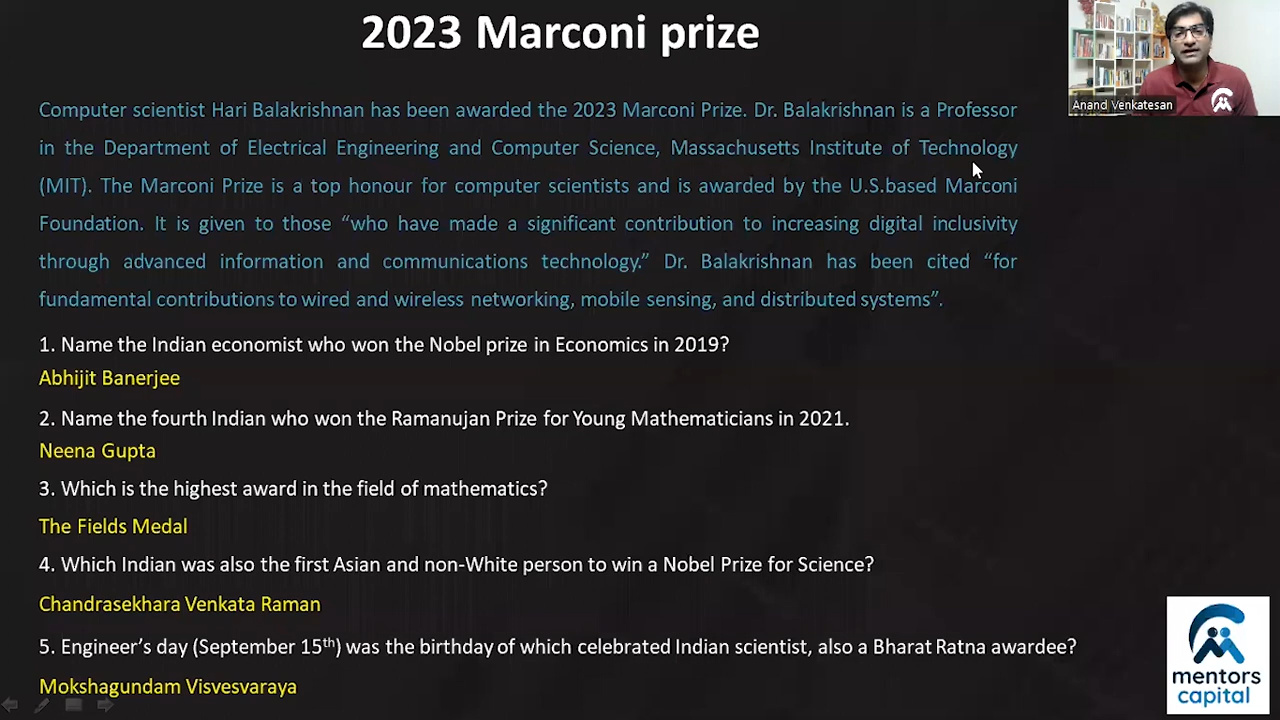 2023 Marconi prize
Anand Venkatesan
Computer scientist Hari Balakrishnan has been awarded the 2023 Marconi Prize. Dr. Balakrishnan is a Professor
in the Department of Electrical Engineering and Computer Science, Massachusetts Institute of Technology
(MIT). The Marconi Prize is a top honour for computer scientists and is awarded by the U.S.based Marconi
Foundation. It is given to those “who have made a significant contribution to increasing digital inclusivity
through advanced information and communications technology.” Dr. Balakrishnan has been cited “for
fundamental contributions to wired and wireless networking, mobile sensing, and distributed systems”.
1. Name the Indian economist who won the Nobel prize in Economics in 2019?
Abhijit Banerjee
2. Name the fourth Indian who won the Ramanujan Prize for Young Mathematicians in 2021.
Neena Gupta
3. Which is the highest award in the field of mathematics?
The Fields Medal
4. Which Indian was also the first Asian and non-White person to win a Nobel Prize for Science?
Chandrasekhara Venkata Raman
5. Engineer’s day (September 15th) was the birthday of which celebrated Indian scientist, also a Bharat Ratna awardee?
Mokshagundam Visvesvaraya
mentors
capital